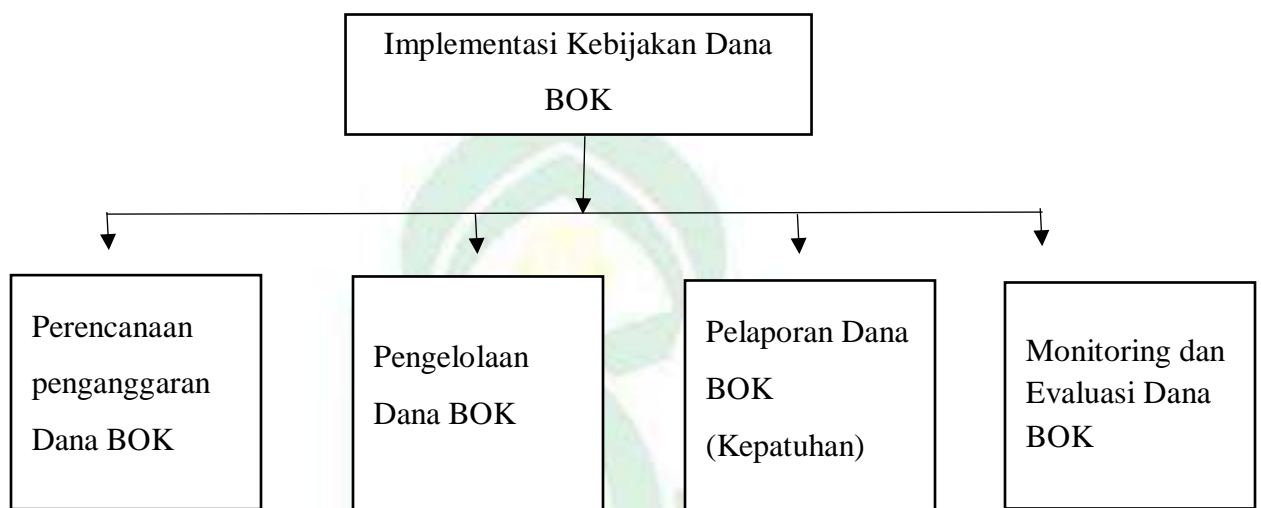 Implementasi Kebijakan Dana
BOK
Perencanaan
penganggaran
Dana BOK
Pengelolaan
Dana BOK
Pelaporan Dana
BOK
(Kepatuhan)
Monitoring dan
Evaluasi Dana
BOK